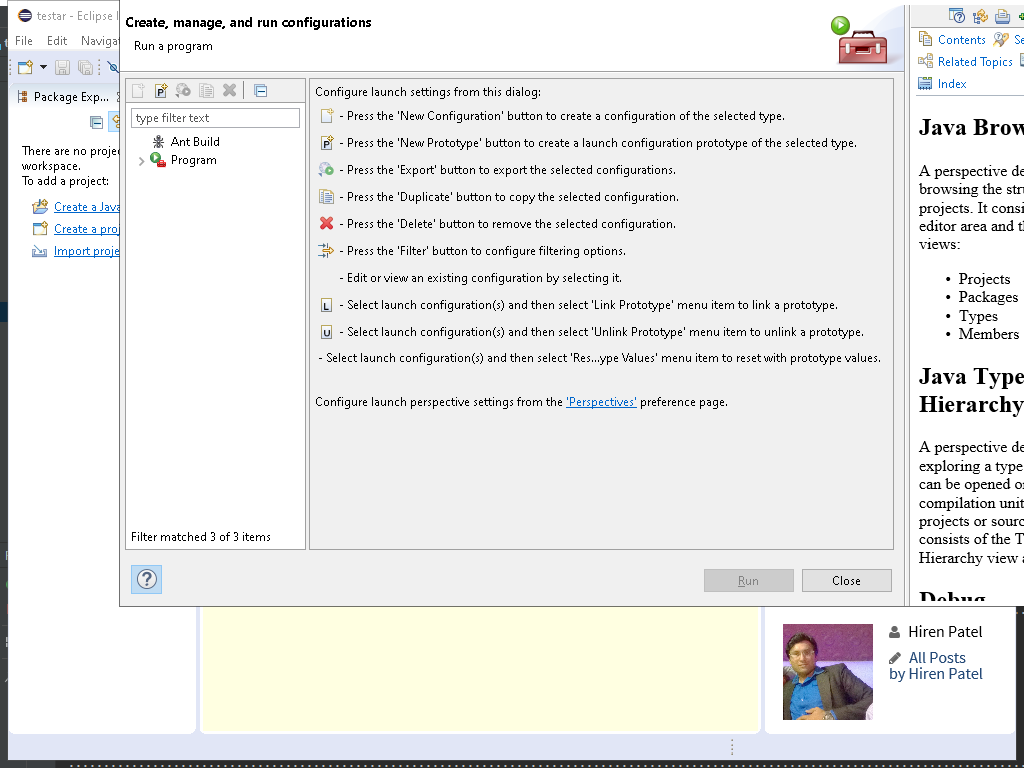 testar - Eclipse
File Edit Naviga
Package Exp...
There are no proje
workspace.
To add a project:
Create a Java
Create a proj
Import proje
Create, manage, and run configurations
Run a program
type filter text
Ant Build
Program
Filter matched 3 of 3 items
Configure launch settings from this dialog:
- Press the 'New Configuration' button to create a configuration of the selected type.
- Press the 'New Prototype' button to create a launch configuration prototype of the selected type.
- Press the 'Export' button to export the selected configurations.
- Press the 'Duplicate' button to copy the selected configuration.
- Press the 'Delete' button to remove the selected configuration.
- Press the 'Filter' button to configure filtering options.
- Edit or view an existing configuration by selecting it.
- Select launch configuration(s) and then select 'Link Prototype' menu item to link a prototype.
- Select launch configuration(s) and then select 'Unlink Prototype' menu item to unlink a prototype.
- Select launch configuration(s) and then select 'Res...ype Values' menu item to reset with prototype values.
Configure launch perspective settings from the 'Perspectives' preference page.
Run
Close
Contents Se
Related Topics
Index
Java Brow
A perspective de
browsing the stru
projects. It consi
editor area and th
views:
• Projects
• Packages
• Types
• Members
Java Type
Hierarchy
A perspective de
exploring a type
can be opened on
compilation unit
projects or sourc
consists of the T
Hierarchy view a
Debug
Hiren Patel
All Posts
by Hiren Patel